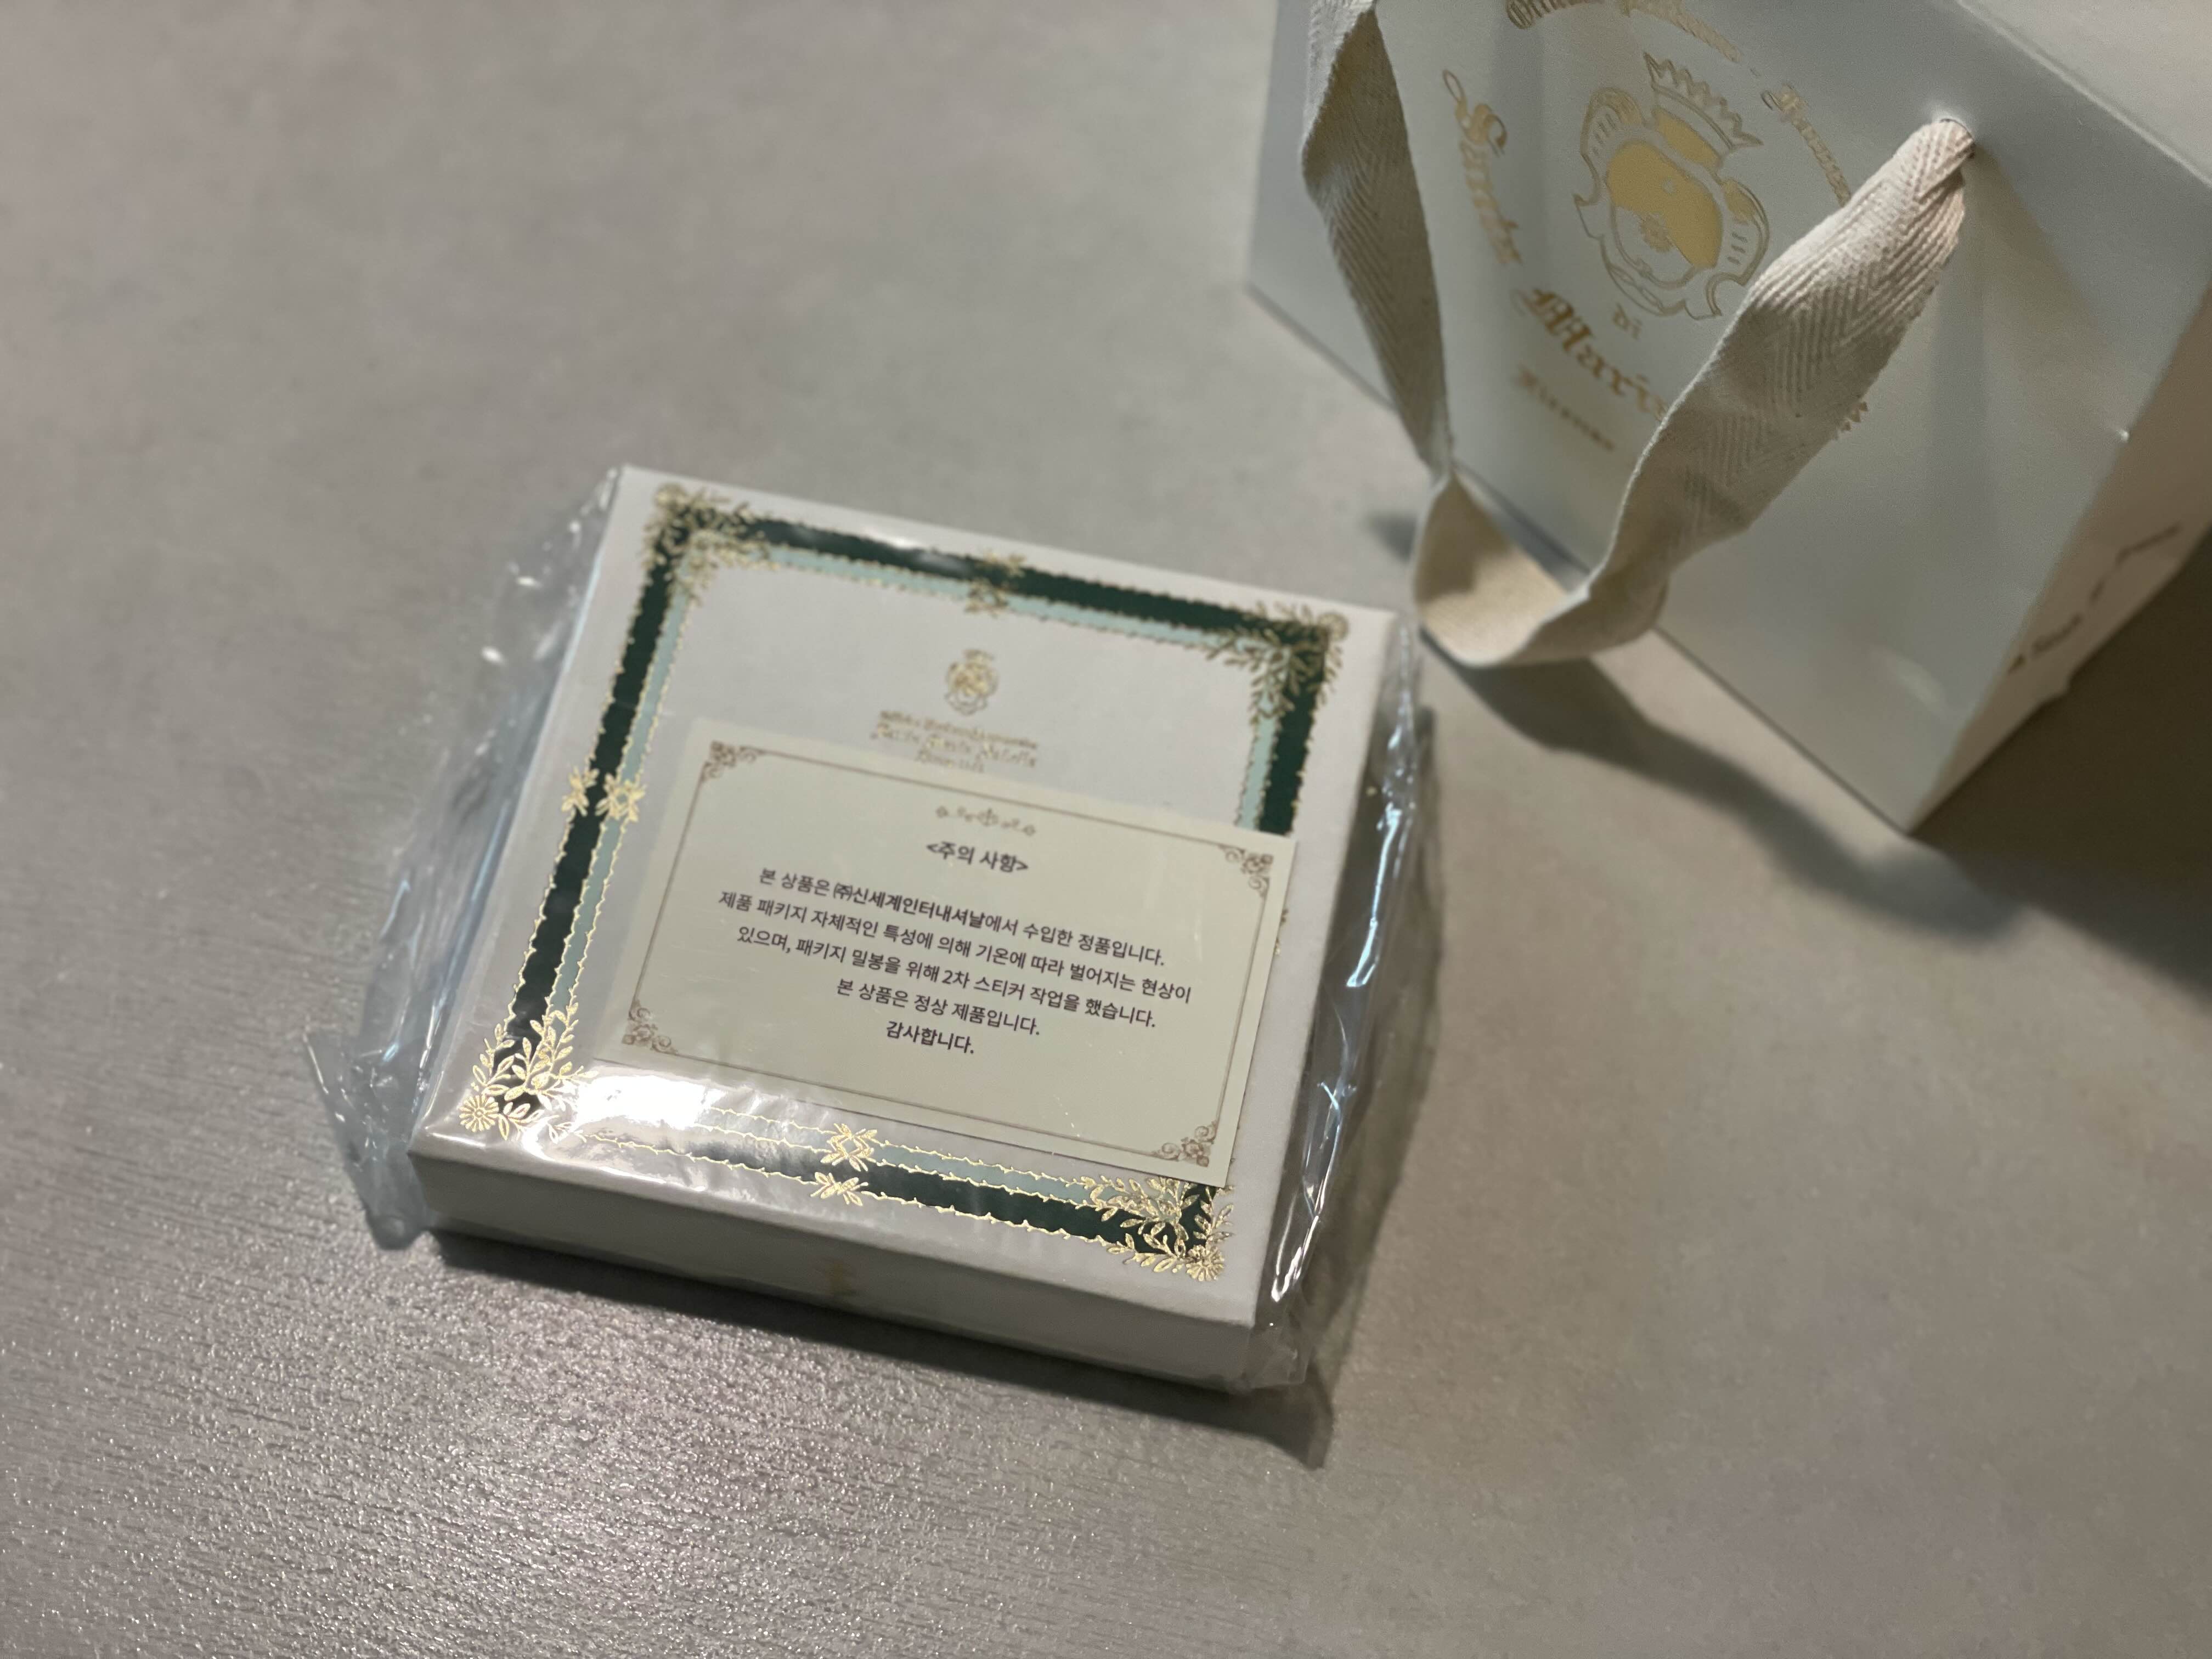 Santa
Di
Maria
Firenze
<주의 사항>
본 상품은 ㈜신세계인터내셔날에서 수입한 정품입니다.
제품 패키지 자체적인 특성에 의해 기온에 따라 벌어지는 현상이
있으며, 패키지 밀봉을 위해 2차 스티커 작업을 했습니다.
본 상품은 정상 제품입니다.
감사합니다.